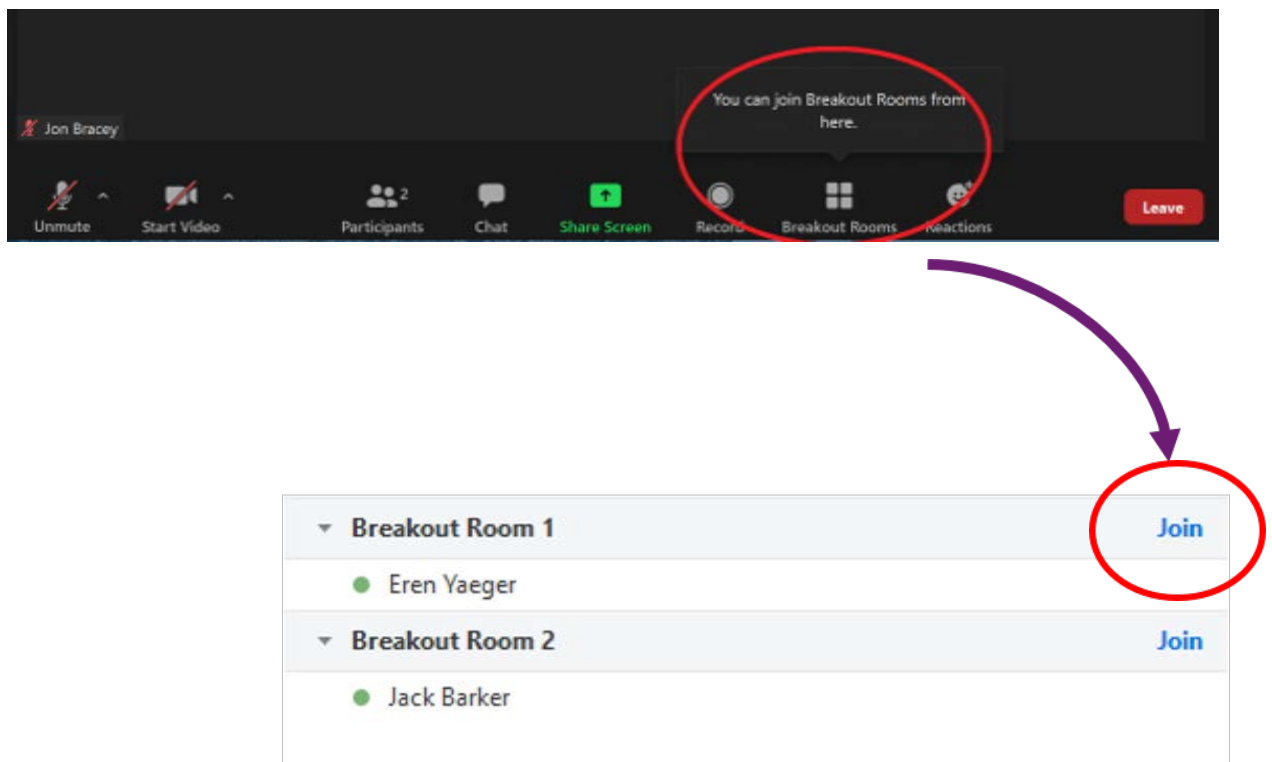 You can join Breakout Rooms from
here.
Jon Bracey
2
Unmute Start Video Participants Chat Share Screen Record Breakout Rooms Reactions Leave
Breakout Room 1 Join
Eren Yaeger
Breakout Room 2 Join
Jack Barker